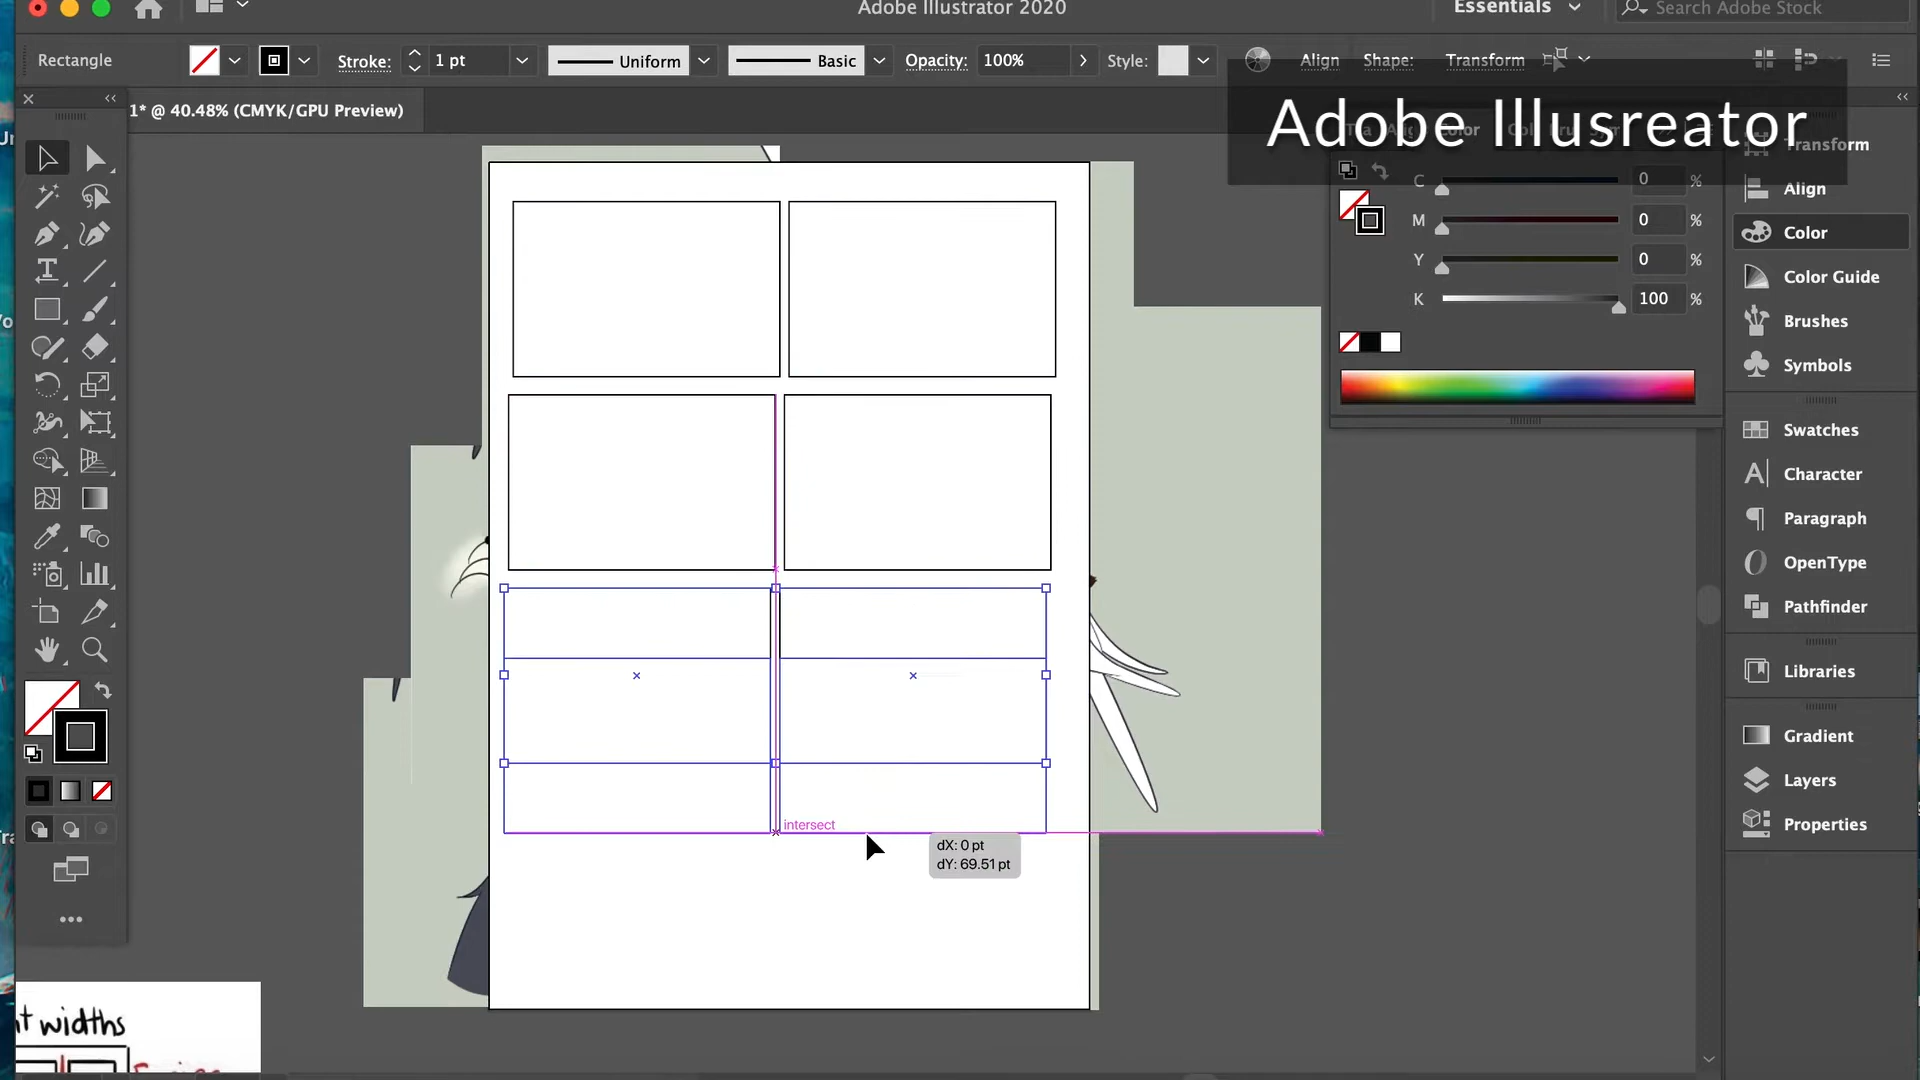 Adobe Illustrator 2020
Essentials
Search Adobe Stock
Rectangle
Stroke:
1 pt
Uniform
Basic
Opacity:
100%
Style:
Align
Shape:
Transform
1* @ 40.48% (CMYK/GPU Preview)
Adobe Illusreator
Color
C
0
%
M
0
%
Y
0
%
K
100
%
Transform
Align
Color
Color Guide
Brushes
Symbols
Swatches
Character
Paragraph
OpenType
Pathfinder
Libraries
Gradient
Layers
Properties
intersect
dX: 0 pt
dY: 69.51 pt
widths